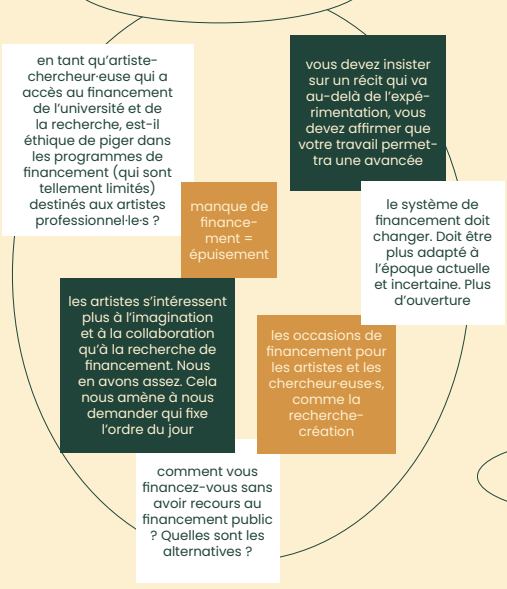 en tant qu'artiste-
chercheur·euse qui a
accès au financement
de l'université et de
la recherche, est-il
éthique de piger dans
les programmes de
financement (qui sont
tellement limités)
destinés aux artistes
professionnel·le·s ?
vous devez insister
sur un récit qui va
au-delà de l'expé-
rimentation, vous
devez affirmer que
votre travail permet-
tra une avancée
manque de
finance-
ment =
épuisement
le système de
financement doit
changer. Doit être
plus adapté à
l'époque actuelle
et incertaine. Plus
d'ouverture
les artistes s'intéressent
plus à l'imagination
et à la collaboration
qu'à la recherche de
financement. Nous
en avons assez. Cela
nous amène à nous
demander qui fixe
l'ordre du jour
les occasions de
financement pour
les artistes et les
chercheur·euse·s,
comme la
recherche-
création
comment vous
financez-vous sans
avoir recours au
financement public
? Quelles sont les
alternatives ?